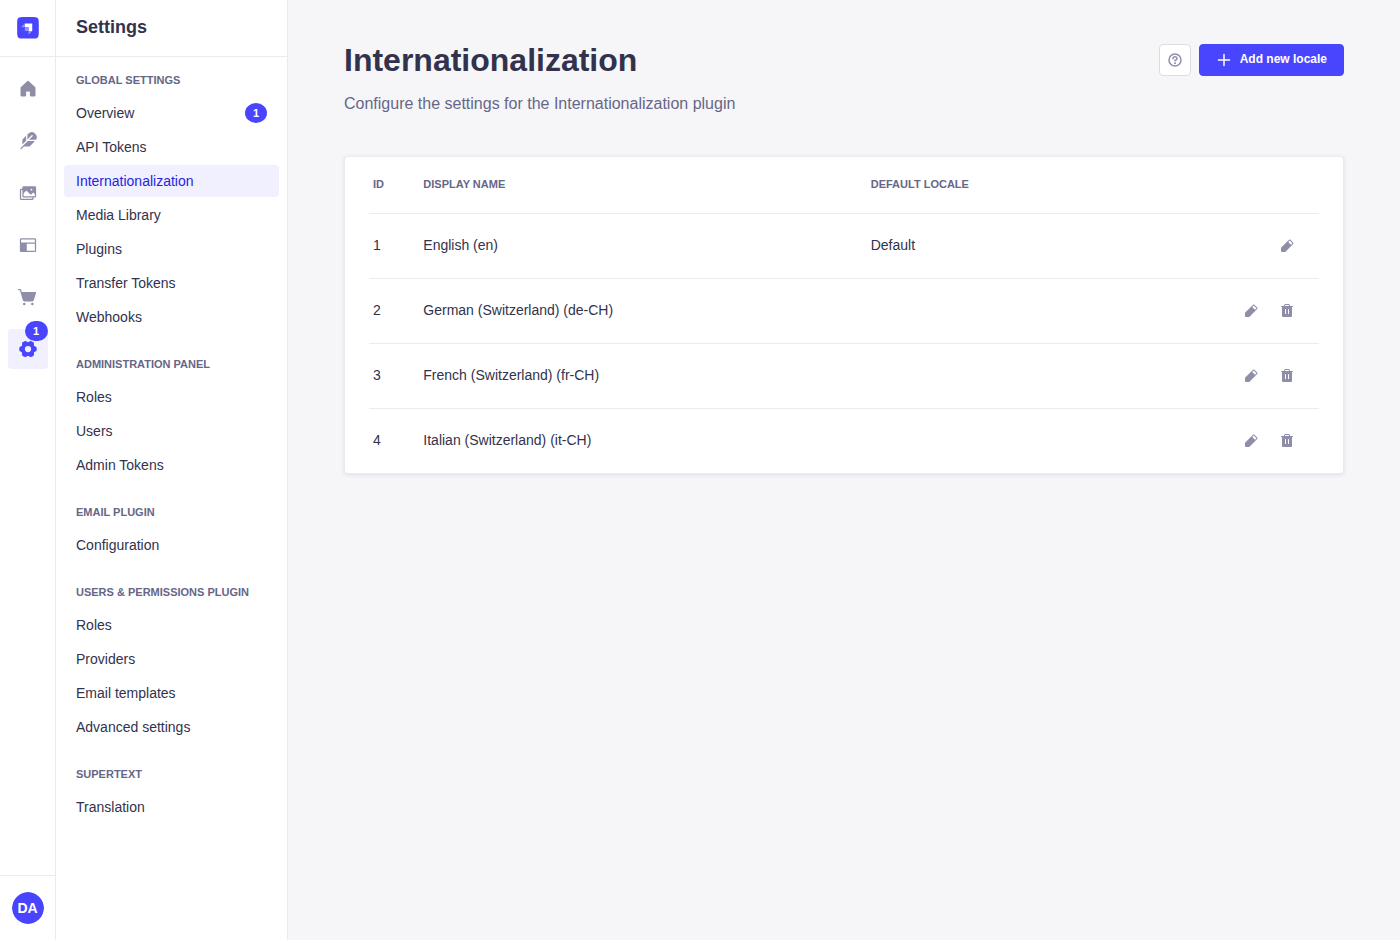 Settings
GLOBAL SETTINGS
Overview 1
API Tokens
Internationalization
Media Library
Plugins
Transfer Tokens
Webhooks
1
ADMINISTRATION PANEL
Roles
Users
Admin Tokens
EMAIL PLUGIN
Configuration
USERS & PERMISSIONS PLUGIN
Roles
Providers
Email templates
Advanced settings
SUPERTEXT
Translation
DA
Internationalization
Add new locale
Configure the settings for the Internationalization plugin
ID DISPLAY NAME DEFAULT LOCALE
1 English (en) Default
2 German (Switzerland) (de-CH)
3 French (Switzerland) (fr-CH)
4 Italian (Switzerland) (it-CH)